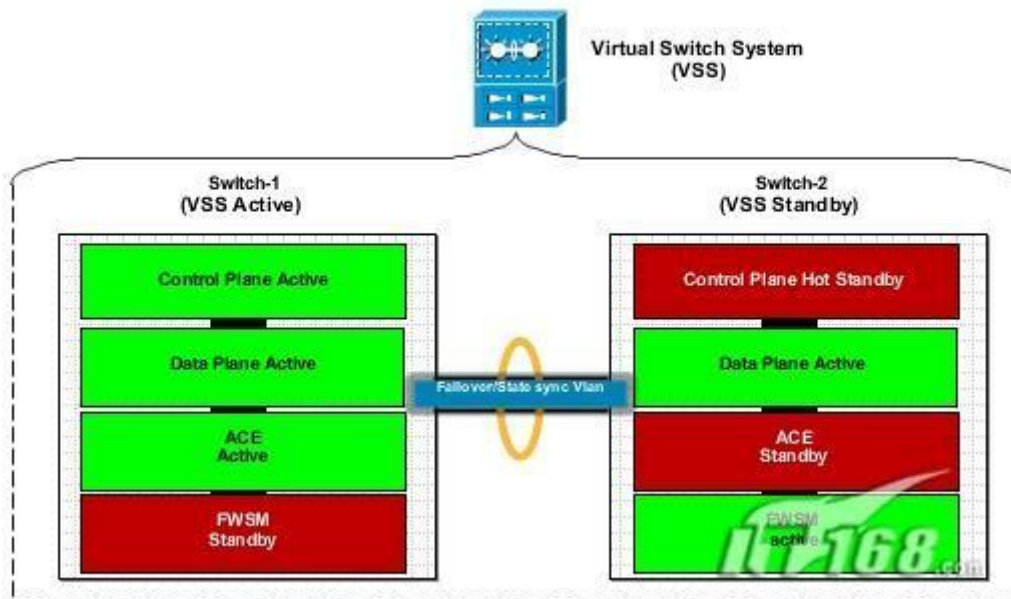 Virtual Switch System
(VSS)
Switch-1
(VSS Active)
Switch-2
(VSS Standby)
Control Plane Active
Data Plane Active
ACE
Active
FWSM
Standby
Failover/State sync Vlan
Control Plane Hot Standby
Data Plane Active
ACE
Standby
FWSM
active
IT168.com